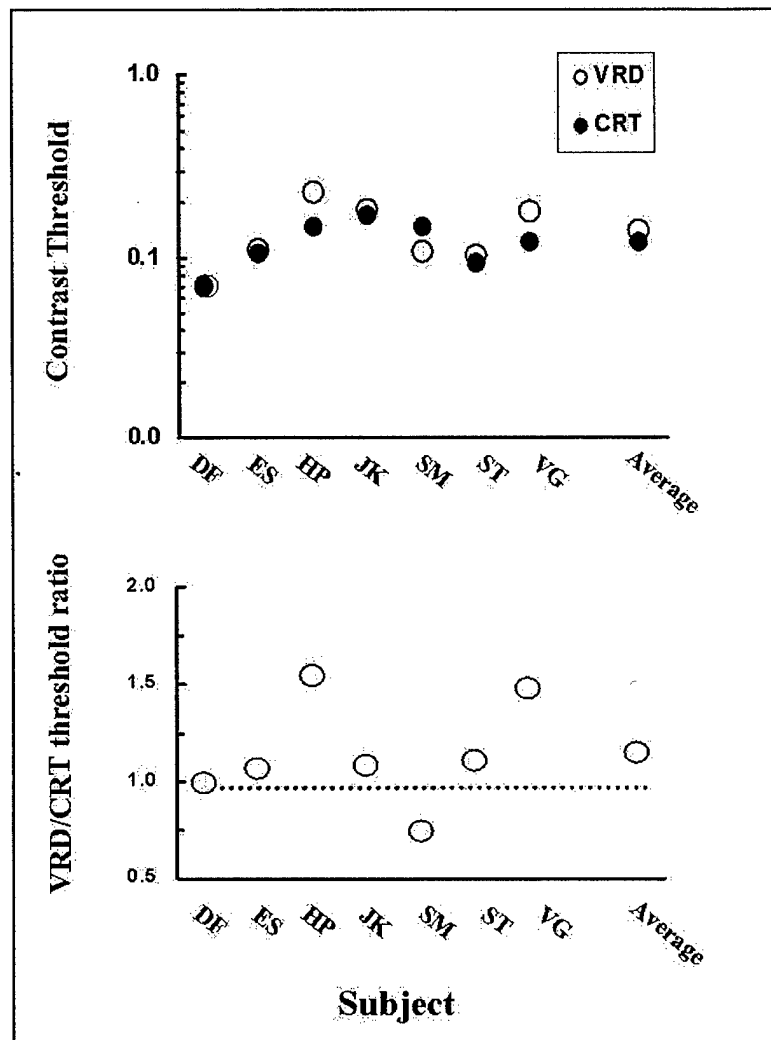 1.0
0.1
0.0
Contrast Threshold
VRD
CRT
DF ES HP JK SM ST VG Average
2.0
1.5
1.0
0.5
VRD/CRT threshold ratio
DF ES HP JK SM ST VG Average
Subject